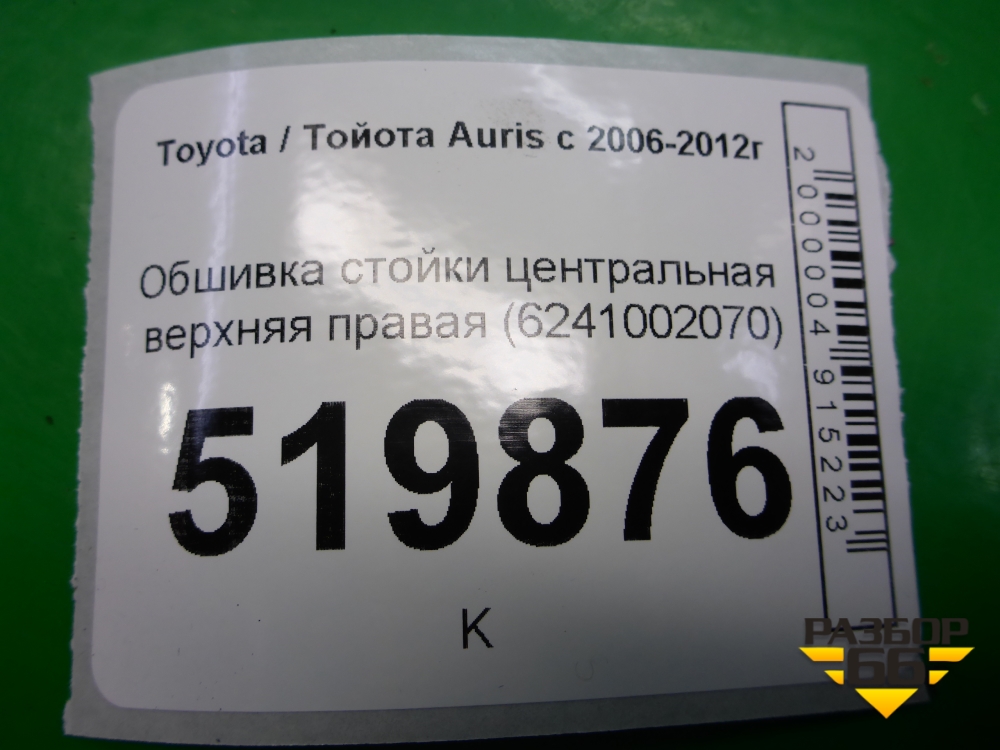 Toyota / Тойота Auris с 2006-2012г
Обшивка стойки центральная
верхняя правая (6241002070)
519876
К
2000004915223
РАЗБОР
66